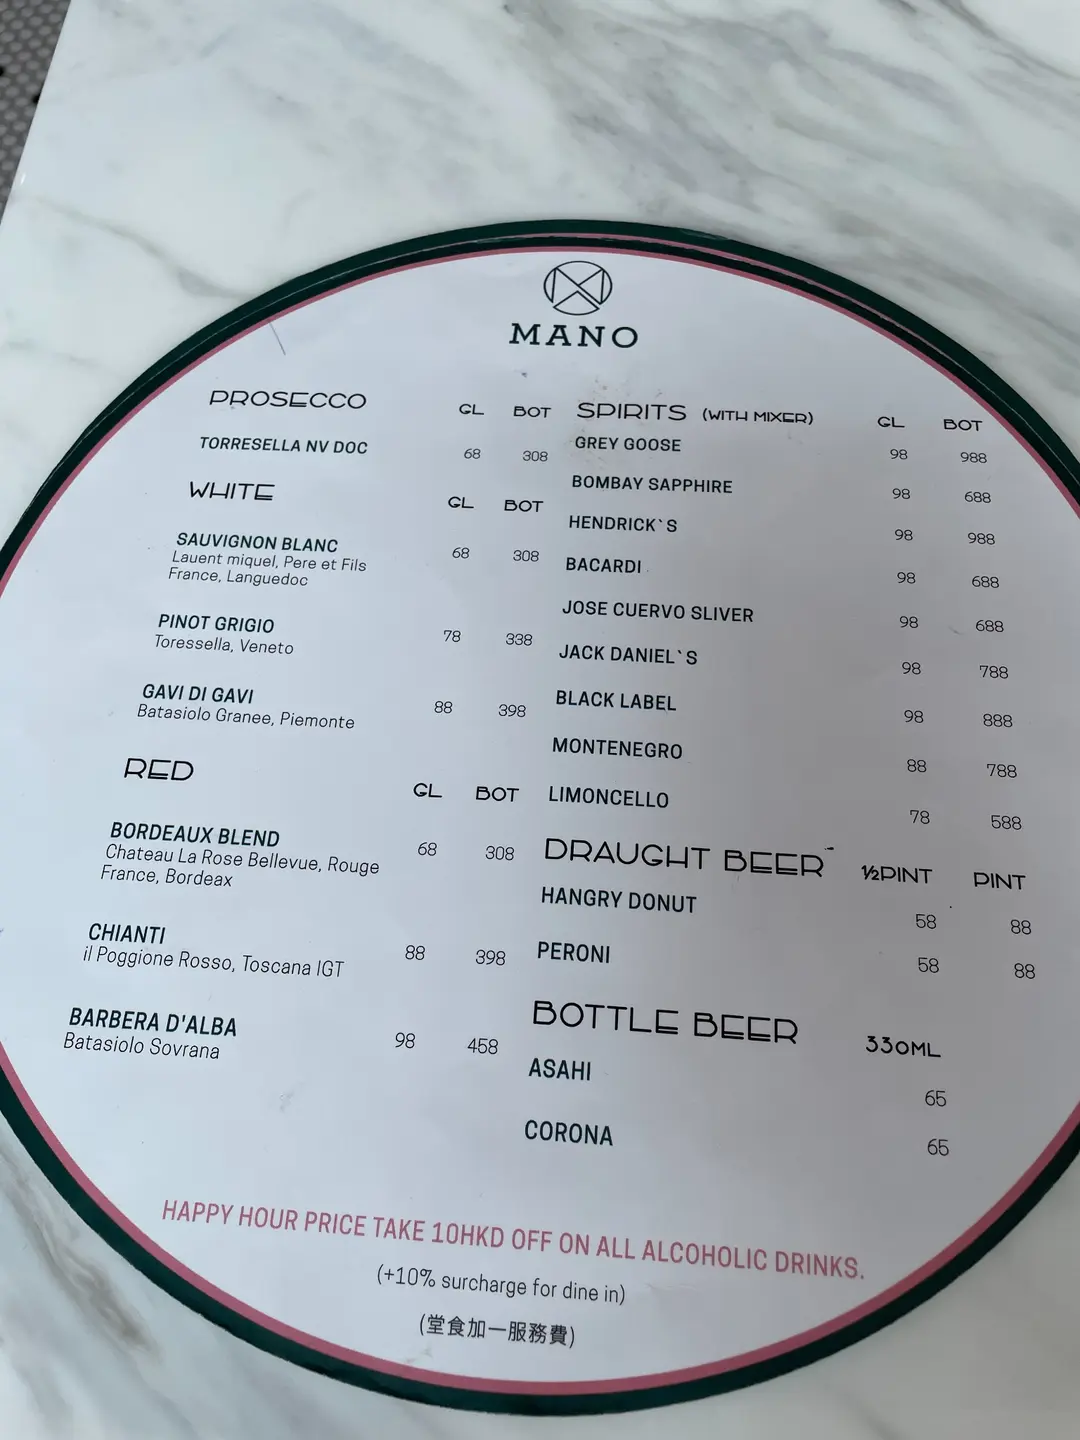 MANO
PROSECCO GL BOT
TORRESELLA NV DOC 68 308
WHITE GL BOT
SAUVIGNON BLANC 68 308
Lauent miquel, Pere et Fils
France, Languedoc
PINOT GRIGIO 78 338
Toressella, Veneto
GAVI DI GAVI 88 398
Batasiolo Granee, Piemonte
RED GL BOT
BORDEAUX BLEND 68 308
Chateau La Rose Bellevue, Rouge
France, Bordeax
CHIANTI 88 398
il Poggione Rosso, Toscana IGT
BARBERA D'ALBA 98 458
Batasiolo Sovrana
SPIRITS (WITH MIXER) GL BOT
GREY GOOSE 98 988
BOMBAY SAPPHIRE 98 688
HENDRICK`S 98 988
BACARDI 98 688
JOSE CUERVO SLIVER 98 688
JACK DANIEL`S 98 788
BLACK LABEL 98 888
MONTENEGRO 88 788
LIMONCELLO 78 588
DRAUGHT BEER ½PINT PINT
HANGRY DONUT 58 88
PERONI 58 88
BOTTLE BEER 330ML
ASAHI 65
CORONA 65
HAPPY HOUR PRICE TAKE 10HKD OFF ON ALL ALCOHOLIC DRINKS.
(+10% surcharge for dine in)
(堂食加一服務費)